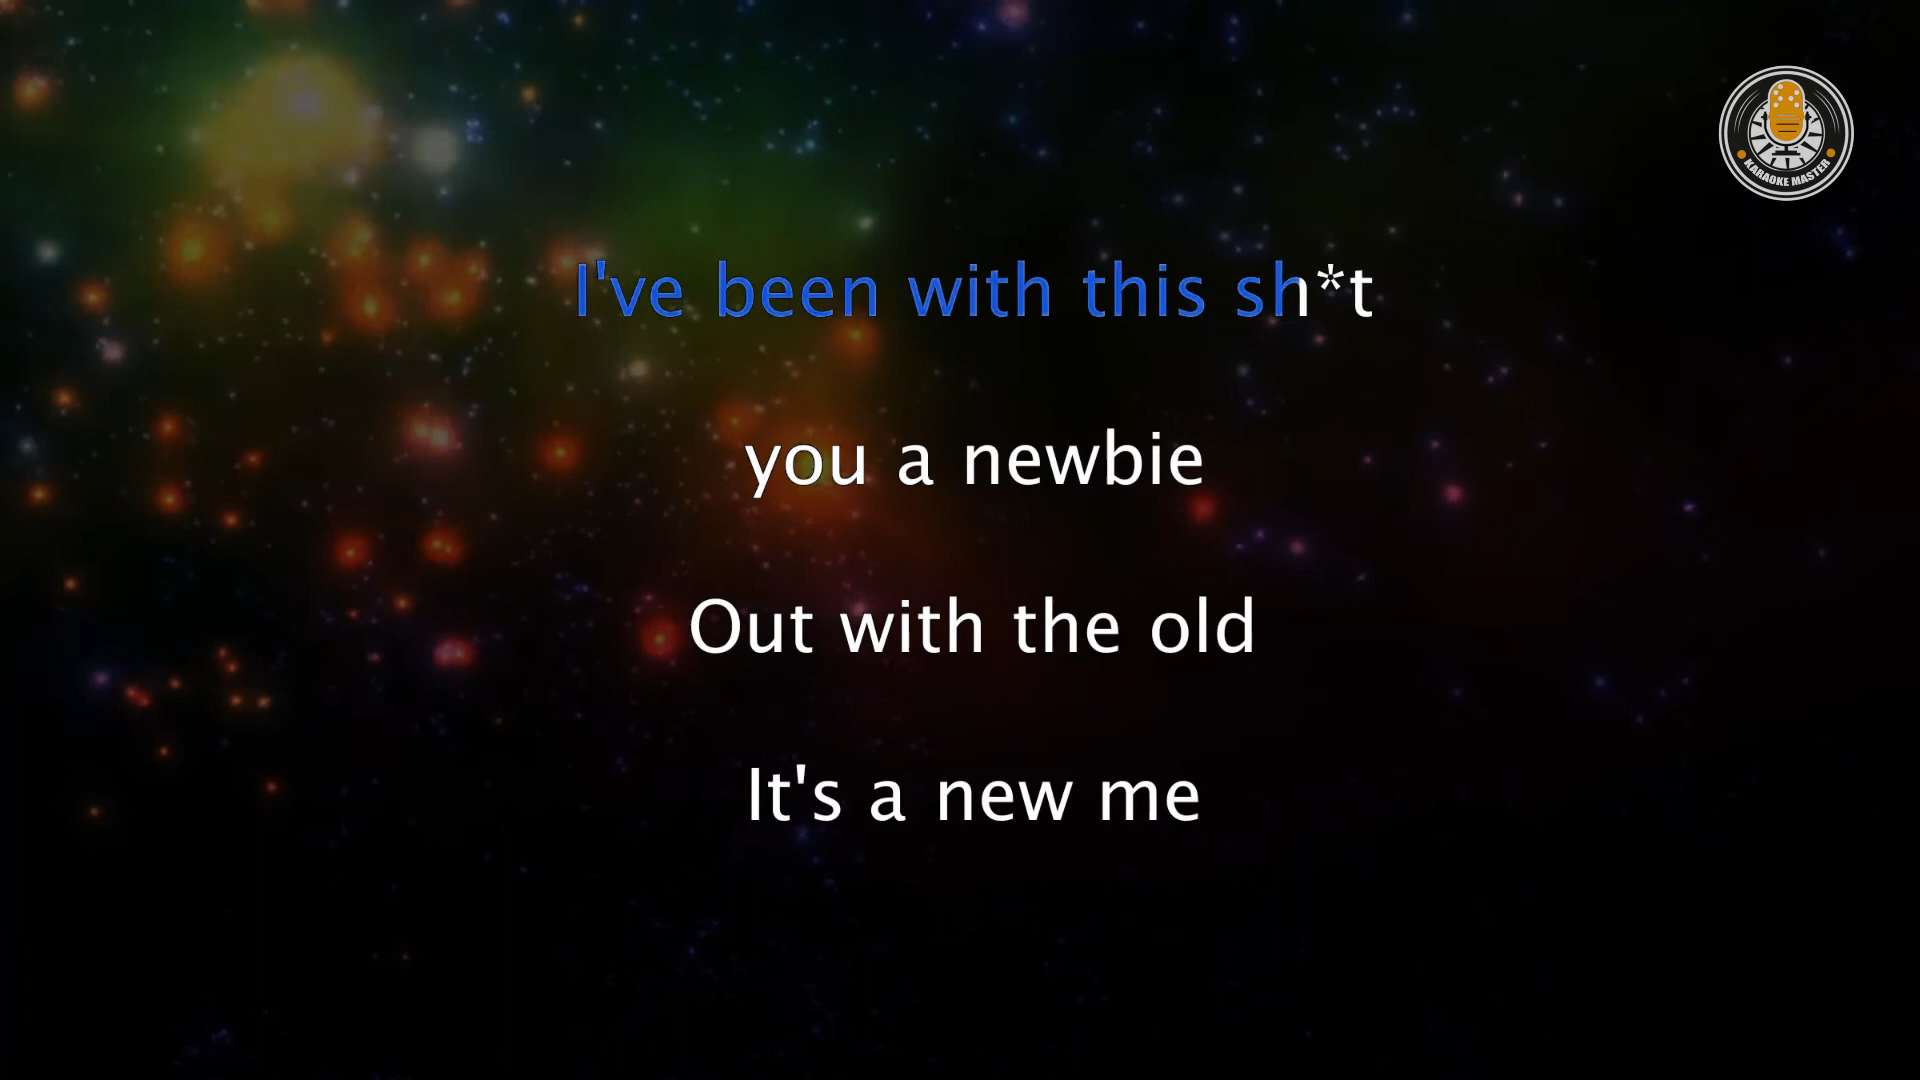 KARAOKE MASTER
I've been with this sh*t
you a newbie
Out with the old
It's a new me